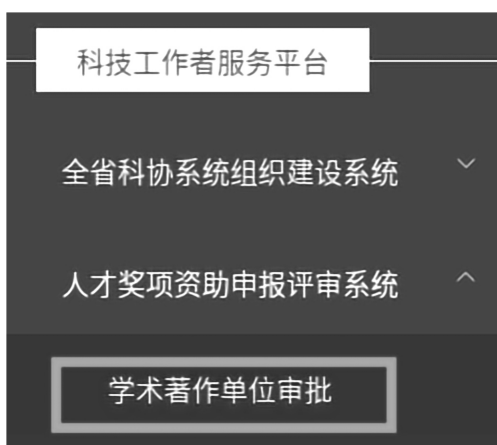 科技工作者服务平台
全省科协系统组织建设系统
人才奖项资助申报评审系统
学术著作单位审批